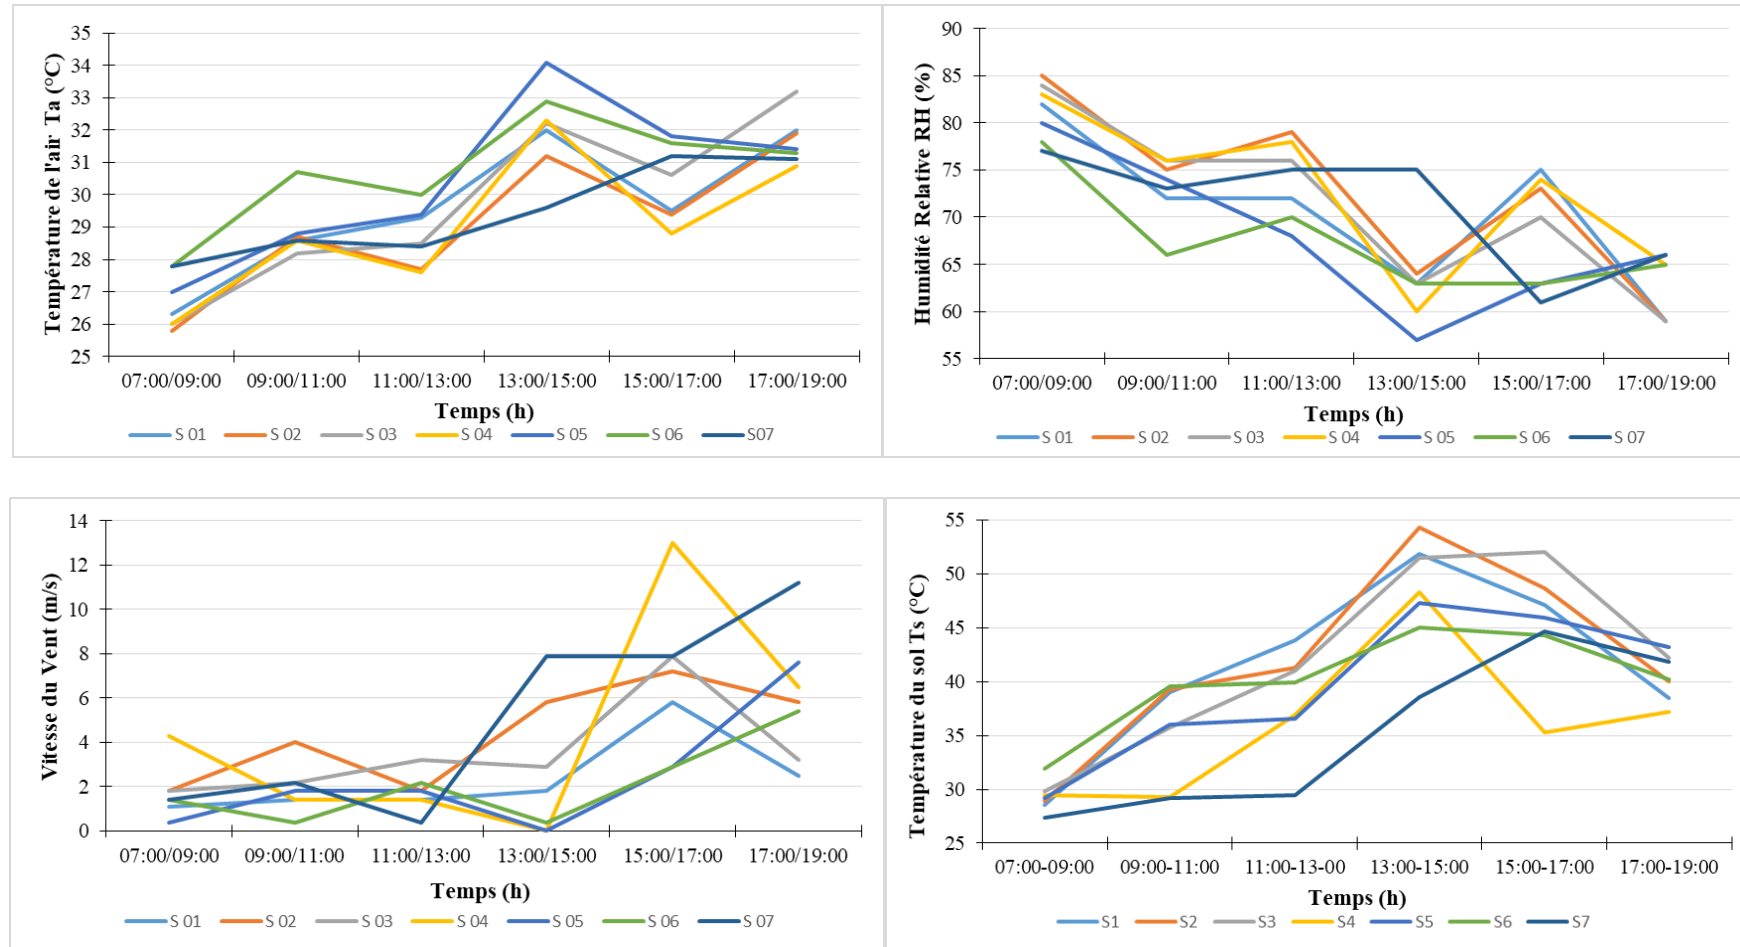 Température de l'air Ta (°C)
35
34
33
32
31
30
29
28
27
26
25
07:00/09:00 09:00/11:00 11:00/13:00 13:00/15:00 15:00/17:00 17:00/19:00
Temps (h)
S 01 S 02 S 03 S 04 S 05 S 06 S07
Humidité Relative RH (%)
90
85
80
75
70
65
60
55
07:00/09:00 09:00/11:00 11:00/13:00 13:00/15:00 15:00/17:00 17:00/19:00
Temps (h)
S 01 S 02 S 03 S 04 S 05 S 06 S 07
Vitesse du Vent (m/s)
14
12
10
8
6
4
2
0
07:00/09:00 09:00/11:00 11:00/13:00 13:00/15:00 15:00/17:00 17:00/19:00
Temps (h)
S 01 S 02 S 03 S 04 S 05 S 06 S 07
Température du sol Ts (°C)
55
50
45
40
35
30
25
07:00-09:00 09:00-11:00 11:00-13-00 13:00-15:00 15:00-17:00 17:00-19:00
Temps (h)
S1 S2 S3 S4 S5 S6 S7